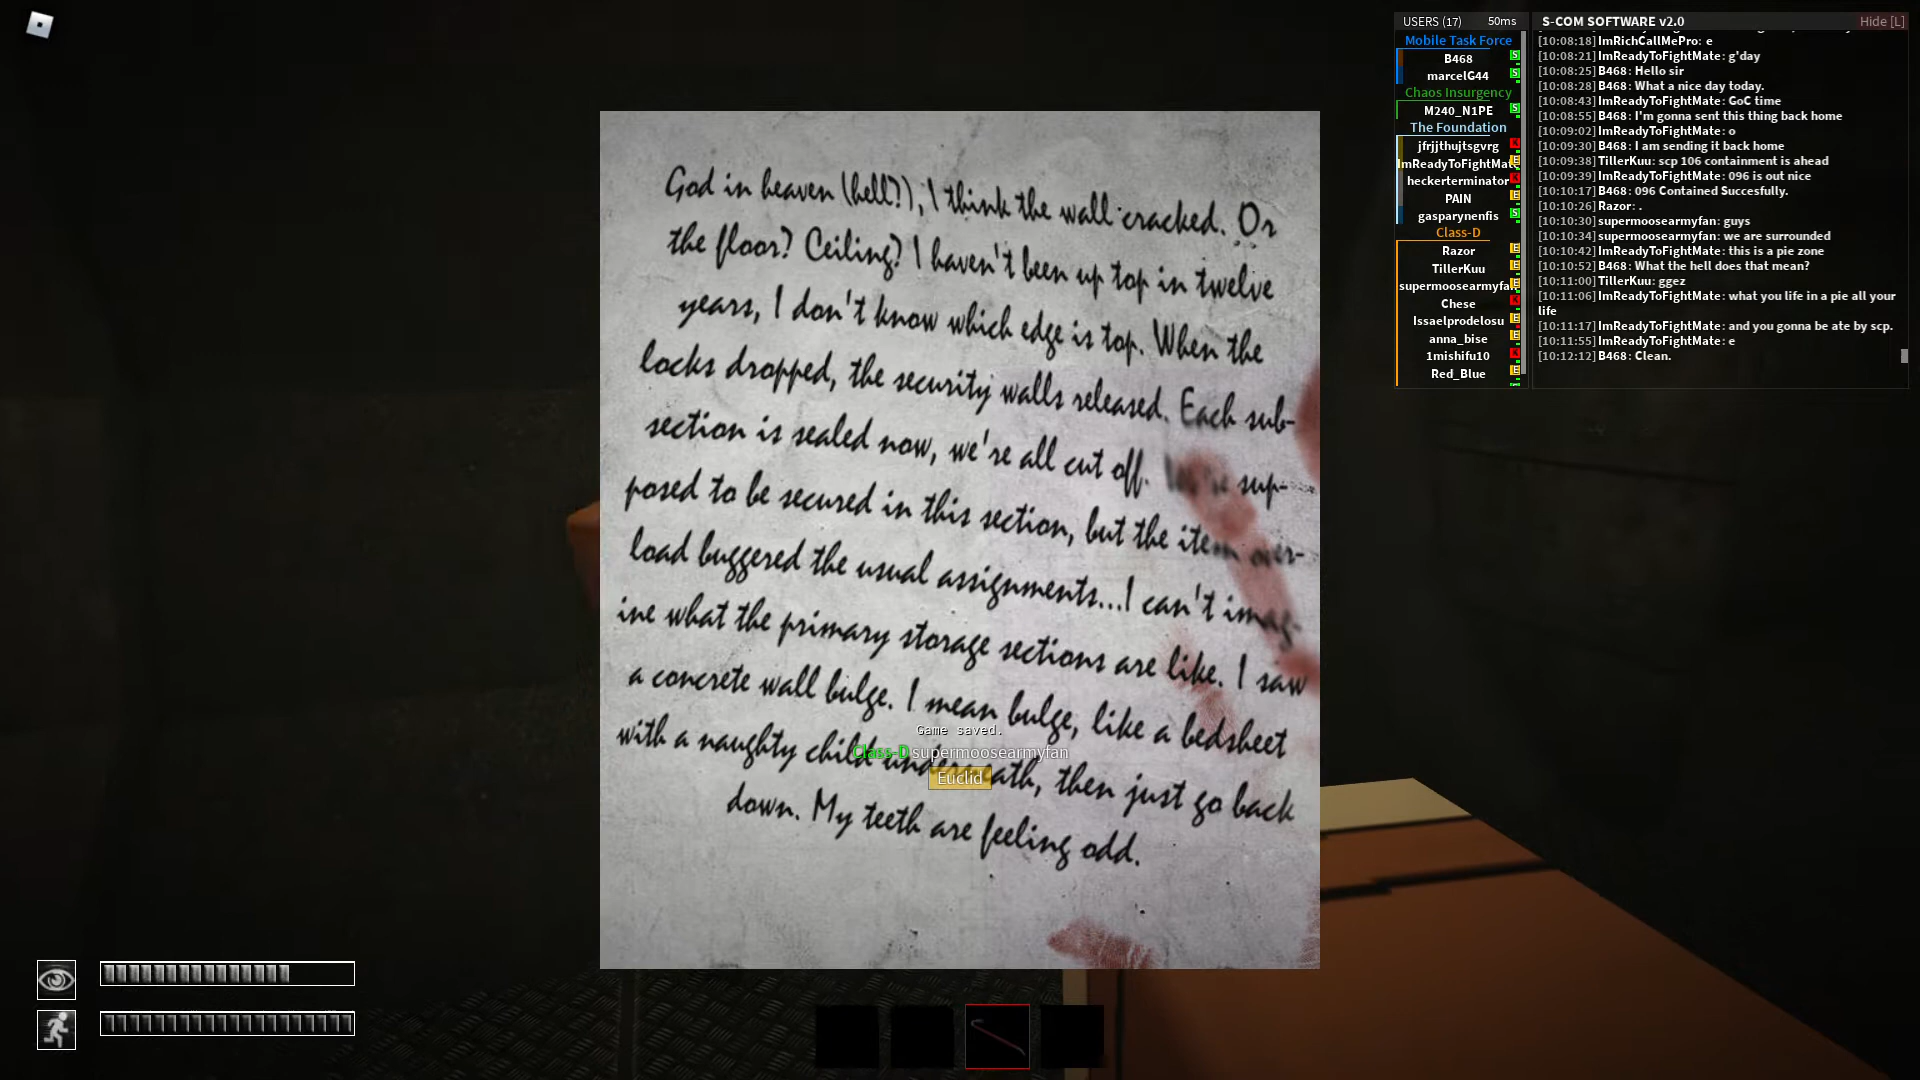 USERS (17) 50ms
Mobile Task Force
B468 S
marcelG44 S
Chaos Insurgency
M240_N1PE S
The Foundation
jfrjjthujtsgvrg K
ImReadyToFightMat E
heckerterminator K
PAIN E
gasparynenfis S
Class-D
Razor E
TillerKuu E
supermoosearmyfan E
Chese K
Issaelprodelosu E
anna_bise E
1mishifu10 K
Red_Blue E
S-COM SOFTWARE v2.0 Hide [L]
[10:08:18] ImRichCallMePro: e
[10:08:21] ImReadyToFightMate: g'day
[10:08:25] B468: Hello sir
[10:08:28] B468: What a nice day today.
[10:08:43] ImReadyToFightMate: GoC time
[10:08:55] B468: I'm gonna sent this thing back home
[10:09:02] ImReadyToFightMate: o
[10:09:30] B468: I am sending it back home
[10:09:38] TillerKuu: scp 106 containment is ahead
[10:09:39] ImReadyToFightMate: 096 is out nice
[10:10:17] B468: 096 Contained Succesfully.
[10:10:26] Razor: .
[10:10:30] supermoosearmyfan: guys
[10:10:34] supermoosearmyfan: we are surrounded
[10:10:42] ImReadyToFightMate: this is a pie zone
[10:10:52] B468: What the hell does that mean?
[10:11:00] TillerKuu: ggez
[10:11:06] ImReadyToFightMate: what you life in a pie all your
life
[10:11:17] ImReadyToFightMate: and you gonna be ate by scp.
[10:11:55] ImReadyToFightMate: e
[10:12:12] B468: Clean.
God in heaven (hell?), I think the wall cracked. Or
the floor? Ceiling? I haven't been up top in twelve
years, I don't know which edge is top. When the
locks dropped, the security walls released. Each sub-
section is sealed now, we're all cut off. sup-
posed to be secured in this section, but the item over-
load buggered the usual assignments...I can't imag-
ine what the primary storage sections are like. I saw
a concrete wall bulge. I mean bulge, like a bedsheet
with a naughty child underneath, then just go back
down. My teeth are feeling odd.
Game saved.
Class-D supermoosearmyfan
Euclid